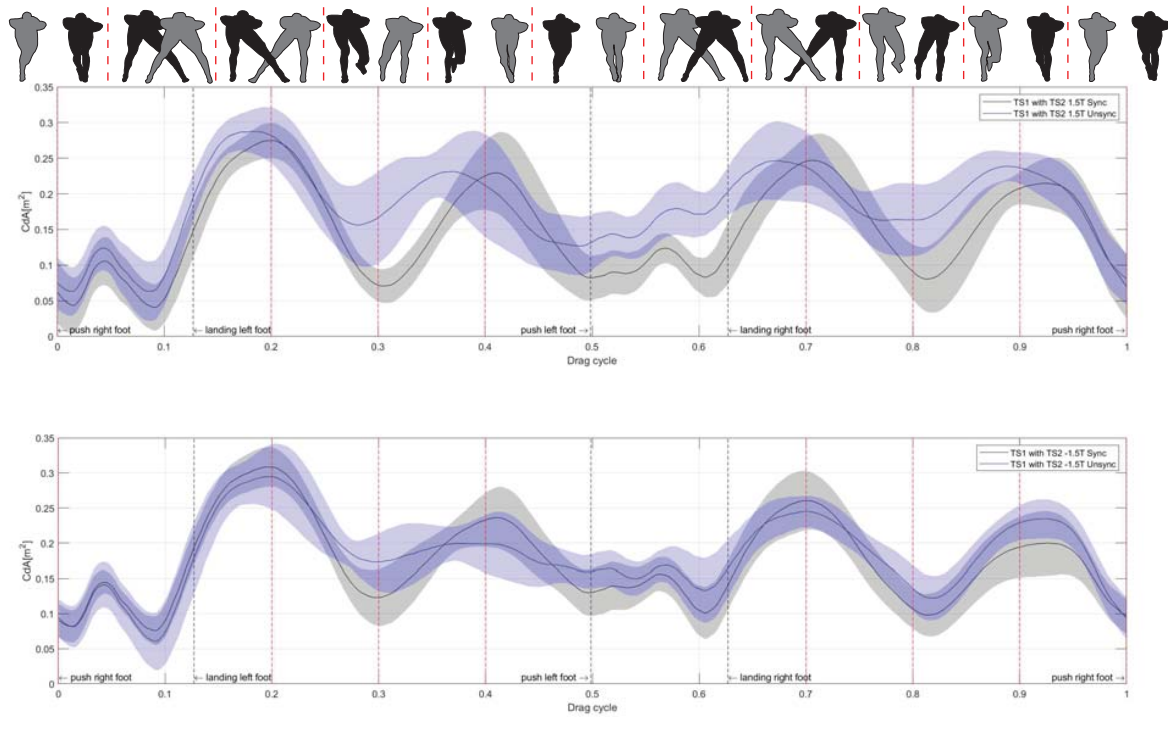 0.35
0.3
0.25
0.2
0.15
0.1
0.05
0
CdA[m²]
TS1 with TS2 1.5T Sync
TS1 with TS2 1.5T Unsync
← push right foot
← landing left foot
push left foot →
← landing right foot
push right foot →
0 0.1 0.2 0.3 0.4 0.5 0.6 0.7 0.8 0.9 1
Drag cycle
0.35
0.3
0.25
0.2
0.15
0.1
0.05
0
CdA[m²]
TS1 with TS2 -1.5T Sync
TS1 with TS2 -1.5T Unsync
← push right foot
← landing left foot
push left foot →
← landing right foot
push right foot →
0 0.1 0.2 0.3 0.4 0.5 0.6 0.7 0.8 0.9 1
Drag cycle